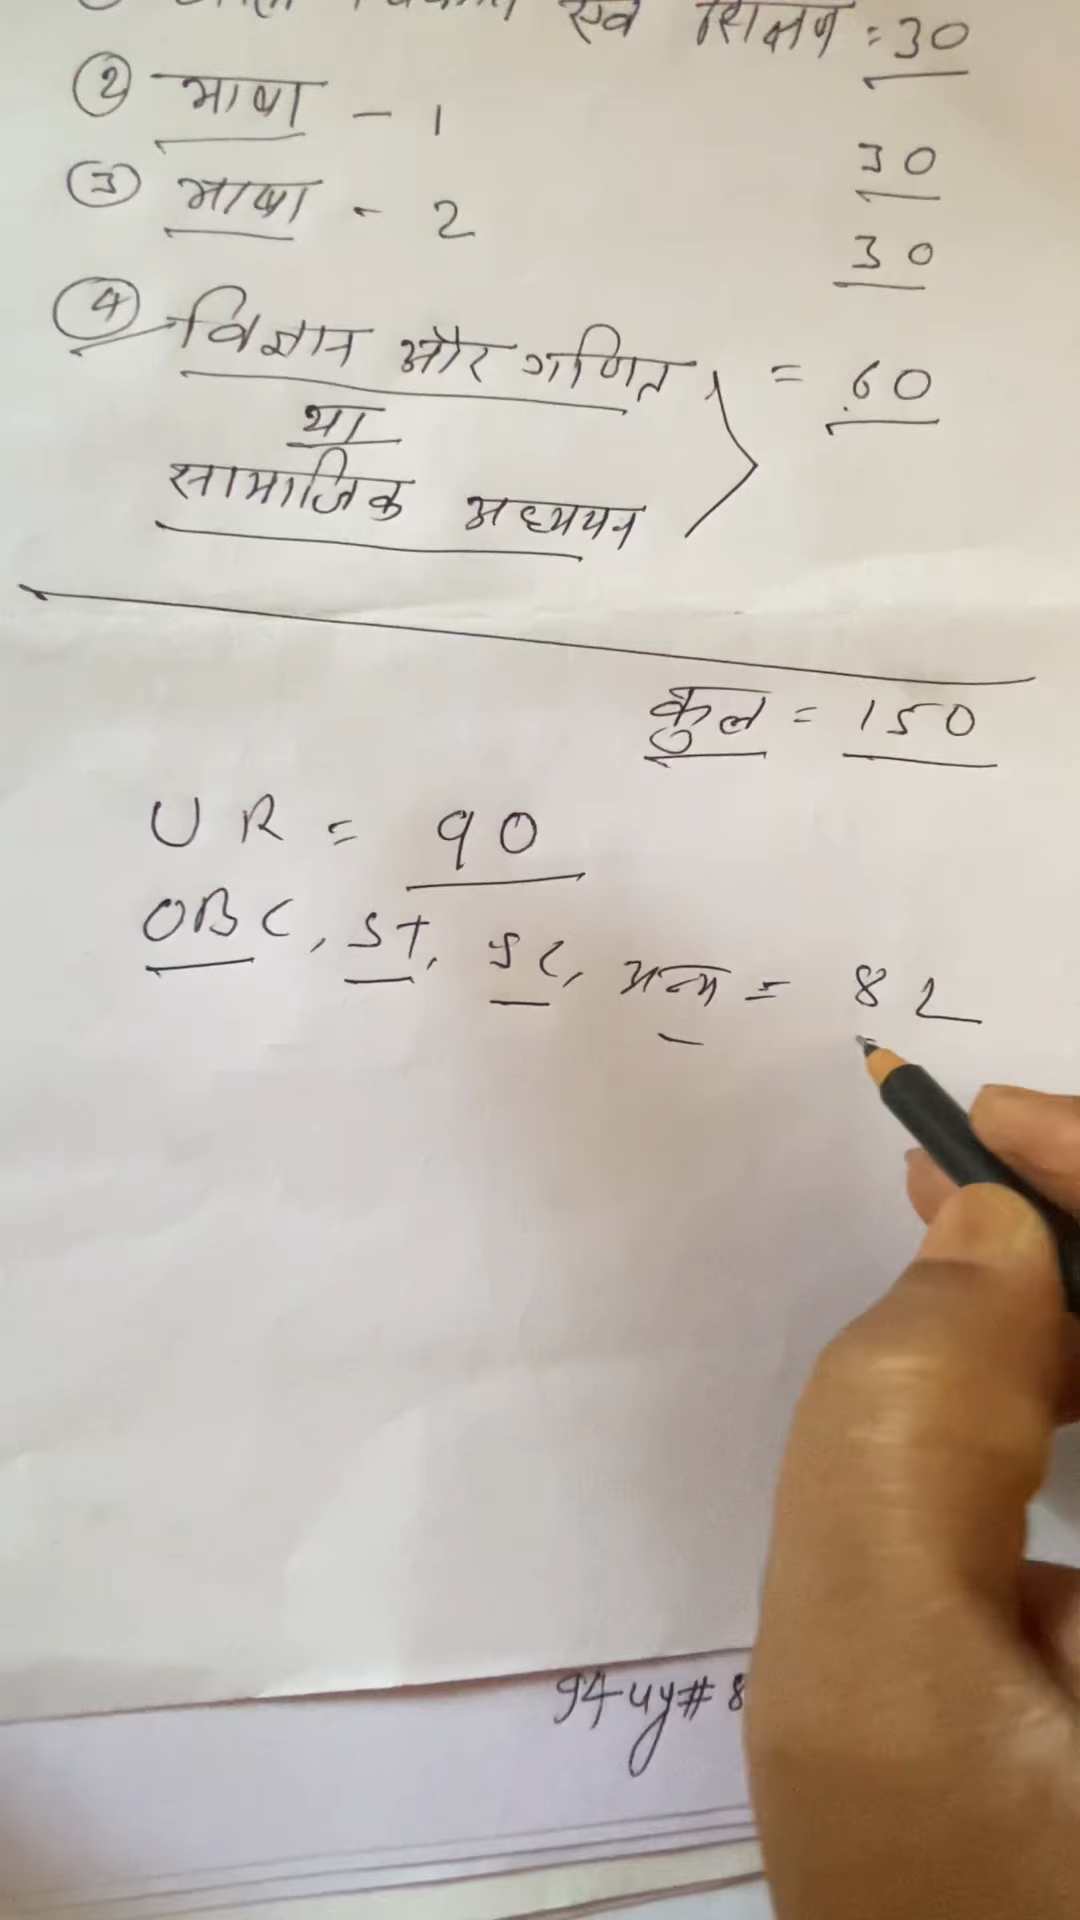 एवं शिक्षण = 30
② भाषा - 1 30
③ भाषा - 2 30
④ विज्ञान और गणित = 60
या
सामाजिक अध्ययन
कुल = 150
UR = 90
OBC, ST, SC, अन्य = 82